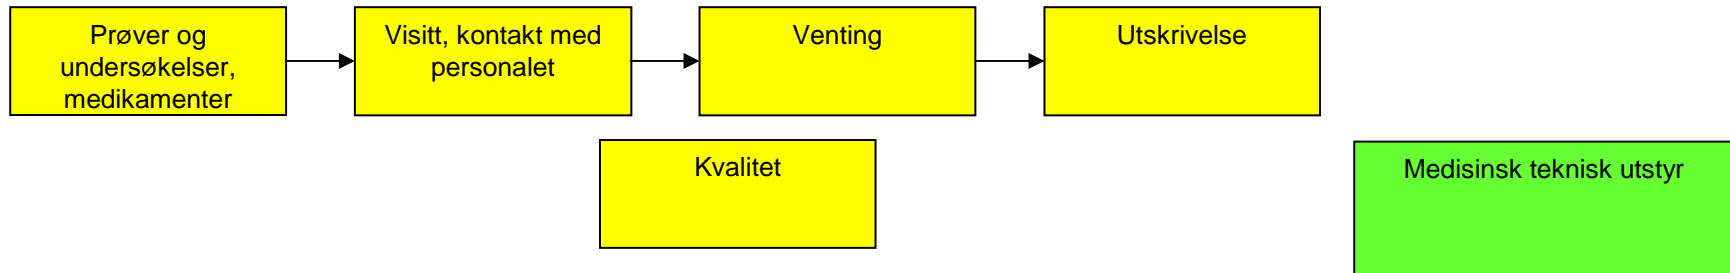 Prøver og
undersøkelser,
medikamenter
Visitt, kontakt med
personalet
Venting
Utskrivelse
Kvalitet
Medisinsk teknisk utstyr